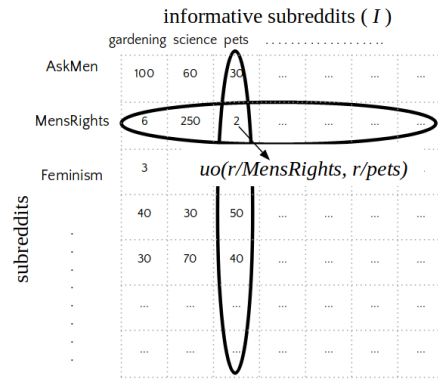 informative subreddits ( I )
gardening science pets . . . . . . . . . . . . . . . . . .
AskMen 100 60 30 ... ... ... ...
MensRights 6 250 2 ... ... ... ...
Feminism 3 uo(r/MensRights, r/pets) .
subreddits
40 30 50 ... ... ... ...
. 30 70 40 ... ... ... ...
. ... ... ... ... ... ... ...
. ... ... ... ... ... ... ...